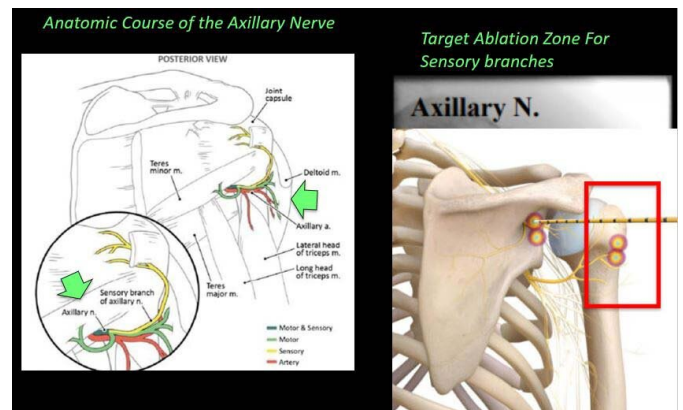 Anatomic Course of the Axillary Nerve
POSTERIOR VIEW
Joint
capsule
Teres
minor m.
Deltoid m.
Axillary a.
Lateral head
of triceps m.
Long head
of triceps m.
Teres
major m.
Sensory branch
of axillary n.
Axillary n.
Motor & Sensory
Motor
Sensory
Artery
Target Ablation Zone For
Sensory branches
Axillary N.